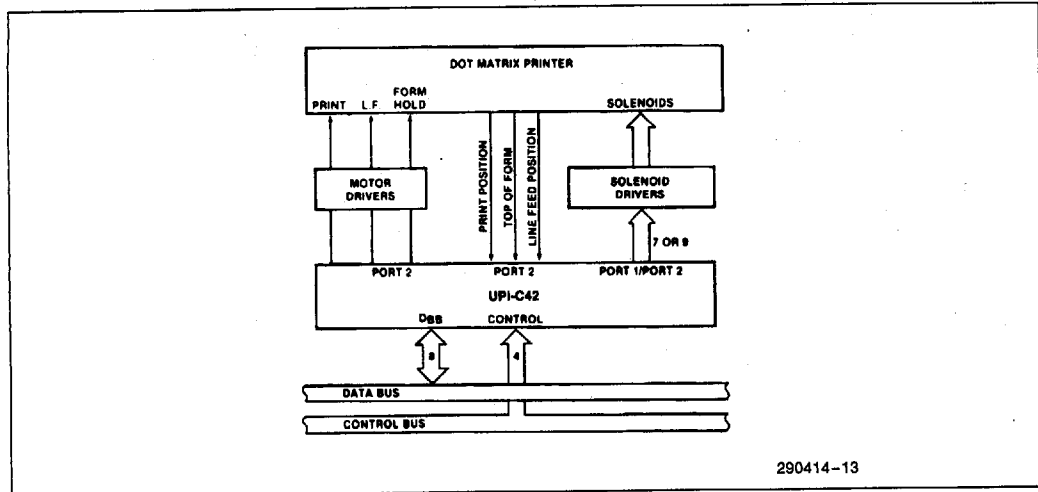 DOT MATRIX PRINTER
PRINT
L.F.
FORM
HOLD
SOLENOIDS
MOTOR
DRIVERS
PRINT POSITION
TOP OF FORM
LINE FEED POSITION
SOLENOID
DRIVERS
7 OR 9
PORT 2
PORT 2
PORT 1/PORT 2
UPI-C42
DBB
CONTROL
8
4
DATA BUS
CONTROL BUS
290414-13